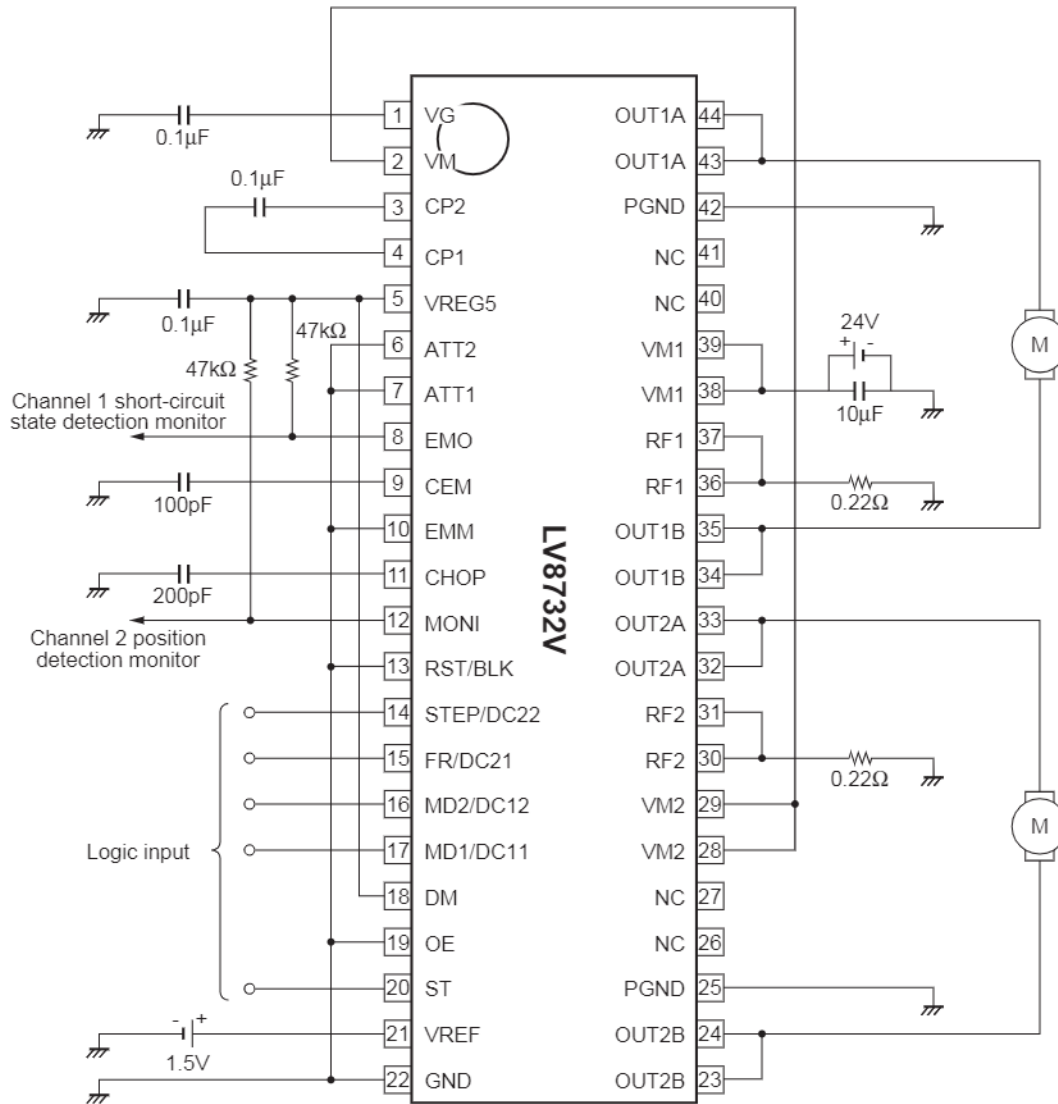 1 VG
OUT1A 44
0.1µF
2 VM
OUT1A 43
0.1µF
3 CP2
PGND 42
4 CP1
NC 41
5 VREG5
NC 40
0.1µF
47kΩ
24V
+ -
6 ATT2
VM1 39
47kΩ
7 ATT1
VM1 38
10µF
M
Channel 1 short-circuit
state detection monitor
8 EMO
RF1 37
9 CEM
RF1 36
100pF
0.22Ω
10 EMM
OUT1B 35
LV8732V
11 CHOP
OUT1B 34
200pF
12 MONI
OUT2A 33
Channel 2 position
detection monitor
13 RST/BLK
OUT2A 32
14 STEP/DC22
RF2 31
15 FR/DC21
RF2 30
0.22Ω
16 MD2/DC12
VM2 29
M
Logic input
17 MD1/DC11
VM2 28
18 DM
NC 27
19 OE
NC 26
20 ST
PGND 25
- +
21 VREF
OUT2B 24
1.5V
22 GND
OUT2B 23